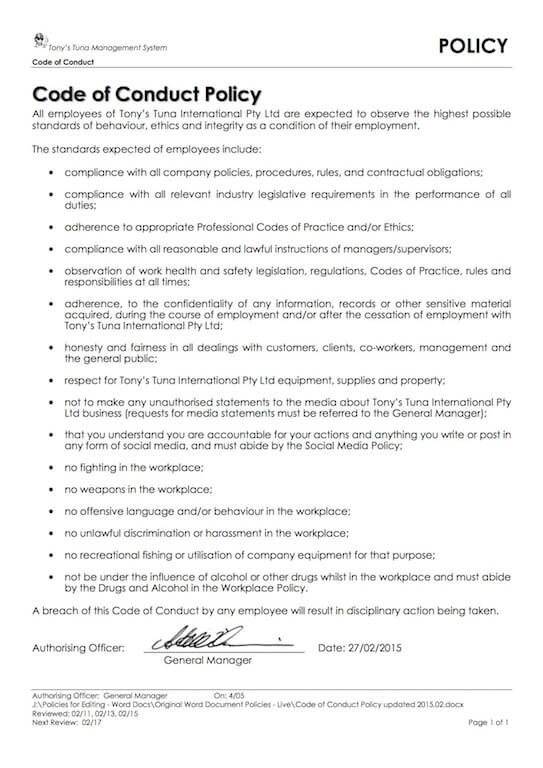 Tony's Tuna Management System
POLICY
Code of Conduct
Code of Conduct Policy
All employees of Tony's Tuna International Pty Ltd are expected to observe the highest possible
standards of behaviour, ethics and integrity as a condition of their employment.
The standards expected of employees include:
• compliance with all company policies, procedures, rules, and contractual obligations;
• compliance with all relevant industry legislative requirements in the performance of all
duties;
• adherence to appropriate Professional Codes of Practice and/or Ethics;
• compliance with all reasonable and lawful instructions of managers/supervisors;
• observation of work health and safety legislation, regulations, Codes of Practice, rules and
responsibilities at all times;
• adherence, to the confidentiality of any information, records or other sensitive material
acquired, during the course of employment and/or after the cessation of employment with
Tony's Tuna International Pty Ltd;
• honesty and fairness in all dealings with customers, clients, co-workers, management and
the general public;
• respect for Tony's Tuna International Pty Ltd equipment, supplies and property;
• not to make any unauthorised statements to the media about Tony's Tuna International Pty
Ltd business (requests for media statements must be referred to the General Manager);
• that you understand you are accountable for your actions and anything you write or post in
any form of social media, and must abide by the Social Media Policy;
• no fighting in the workplace;
• no weapons in the workplace;
• no offensive language and/or behaviour in the workplace;
• no unlawful discrimination or harassment in the workplace;
• no recreational fishing or utilisation of company equipment for that purpose;
• not be under the influence of alcohol or other drugs whilst in the workplace and must abide
by the Drugs and Alcohol in the Workplace Policy.
A breach of this Code of Conduct by any employee will result in disciplinary action being taken.
Authorising Officer: Date: 27/02/2015
General Manager
Authorising Officer: General Manager On: 4/05
J:\Policies for Editing - Word Docs\Original Word Document Policies - Live\Code of Conduct Policy updated 2015.02.docx
Reviewed: 02/11, 02/13, 02/15
Next Review: 02/17 Page 1 of 1